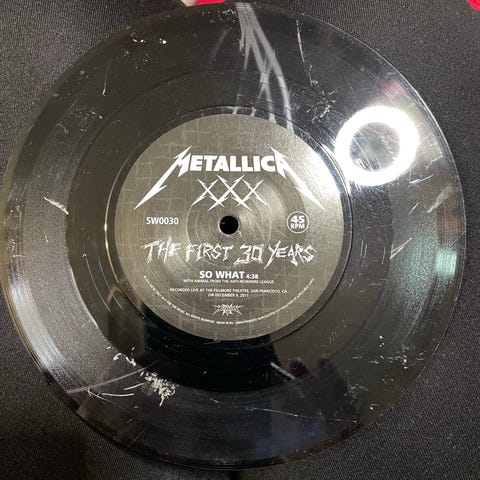 METALLICA
XXX
SW0030
45
RPM
THE FIRST 30 YEARS
SO WHAT 4:38
WITH ANIMAL FROM THE ANTI-NOWHERE LEAGUE
RECORDED LIVE AT THE FILLMORE THEATRE, SAN FRANCISCO, CA
ON DECEMBER 9, 2011